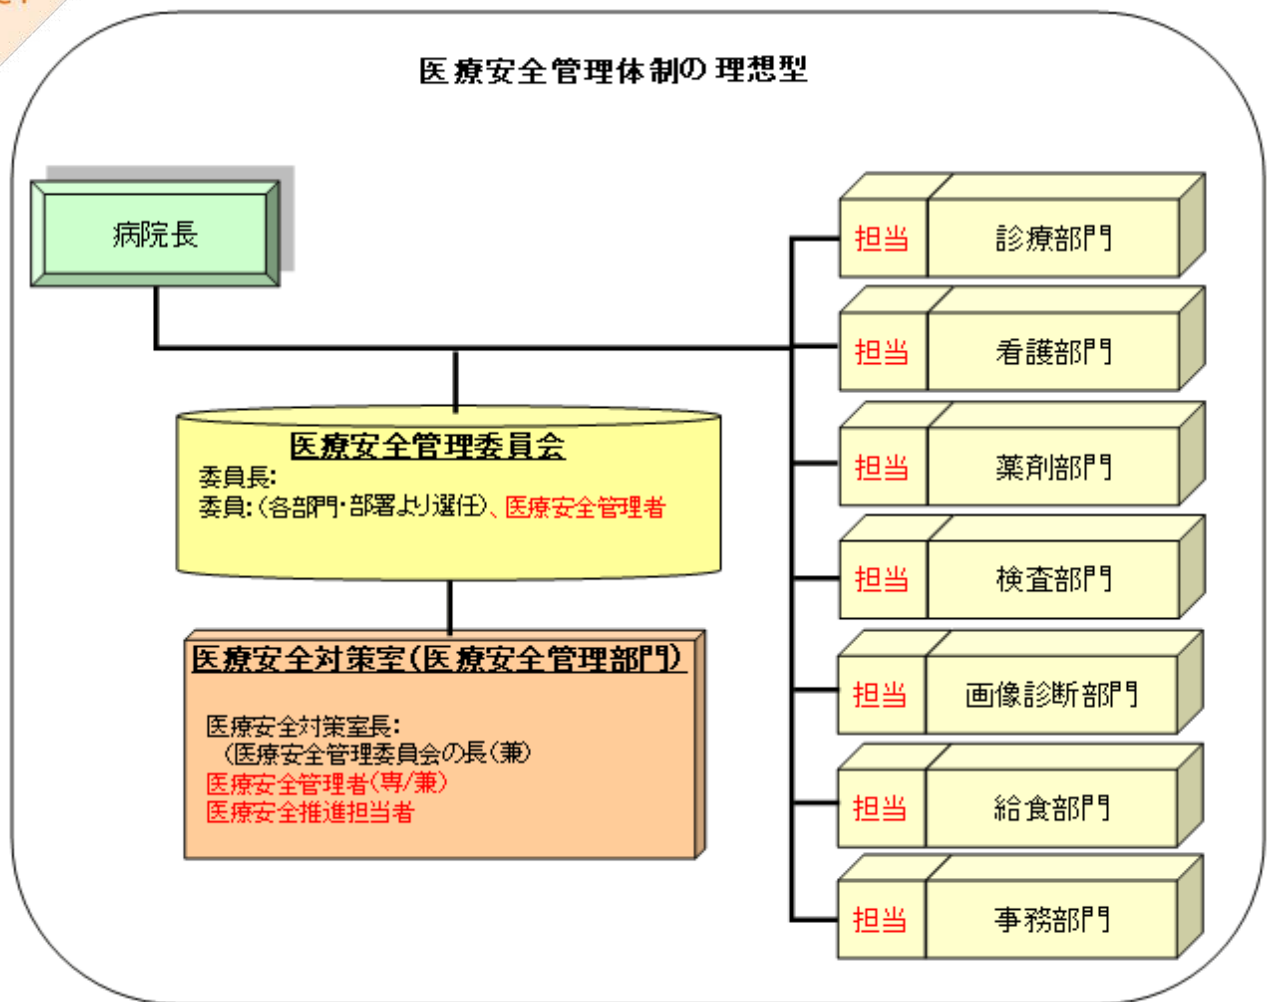 医療安全管理体制の理想型
病院長
医療安全管理委員会
委員長:
委員:(各部門・部署より選任)、医療安全管理者
医療安全対策室(医療安全管理部門)
医療安全対策室長:
(医療安全管理委員会の長(兼)
医療安全管理者(専/兼)
医療安全推進担当者
担当 診療部門
担当 看護部門
担当 薬剤部門
担当 検査部門
担当 画像診断部門
担当 給食部門
担当 事務部門